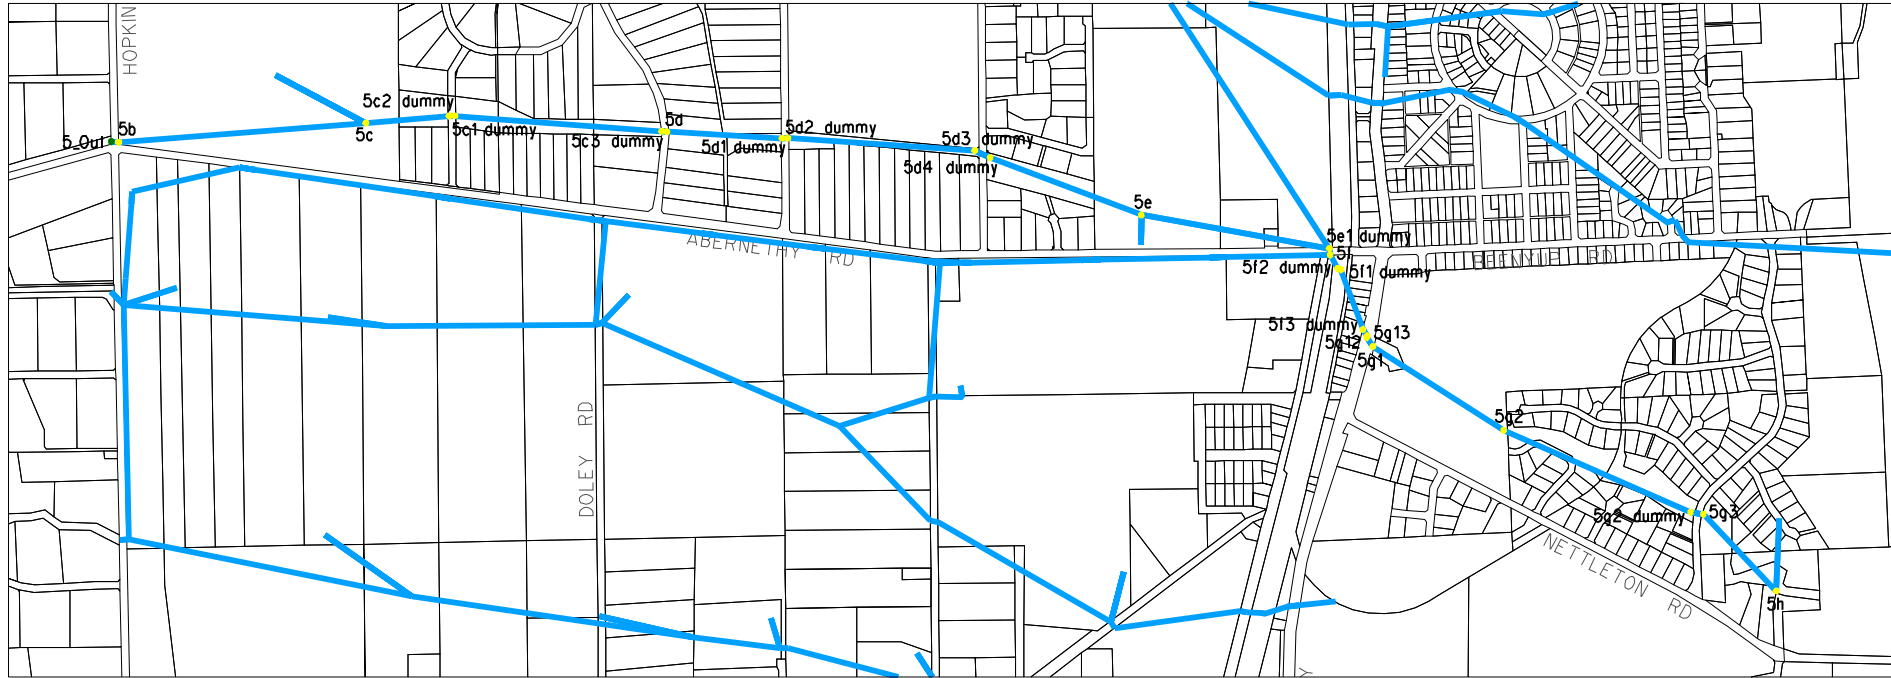 HOPKIN
5c2 dummy
5_Out
5b
5c
5c1 dummy
5c3 dummy
5d
5d1 dummy
5d2 dummy
5d3 dummy
5d4 dummy
5e
5e1 dummy
5f
5f2 dummy
5f1 dummy
ABERNETHY RD
BEENYUP RD
5f3 dummy
5g13
5g12
5g1
DOLEY RD
5g2
5g2 dummy
5g3
NETTLETON RD
5h
Y